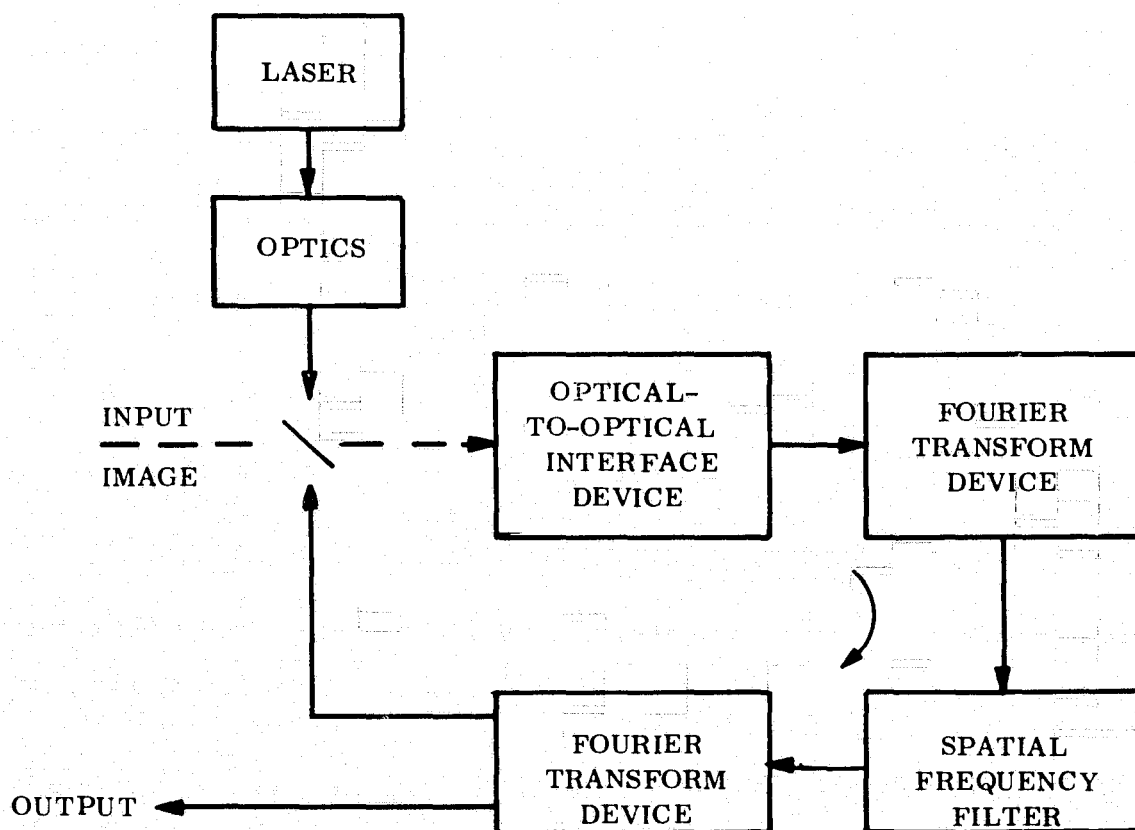 LASER
OPTICS
INPUT
IMAGE
OPTICAL-
TO-OPTICAL
INTERFACE
DEVICE
FOURIER
TRANSFORM
DEVICE
FOURIER
TRANSFORM
DEVICE
SPATIAL
FREQUENCY
FILTER
OUTPUT